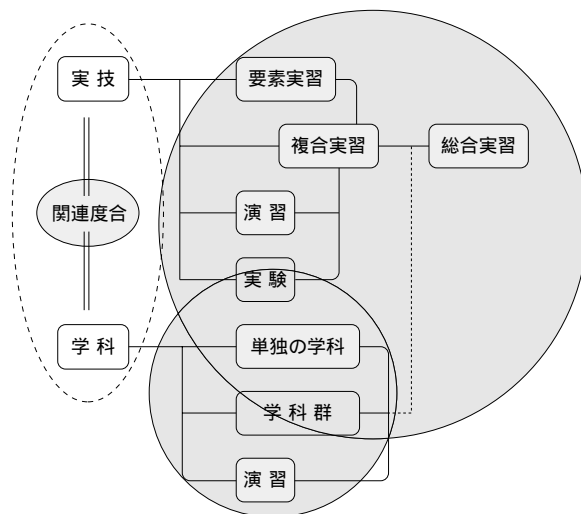 実 技
要素実習
複合実習
総合実習
関連度合
演 習
実 験
学 科
単独の学科
学 科 群
演 習